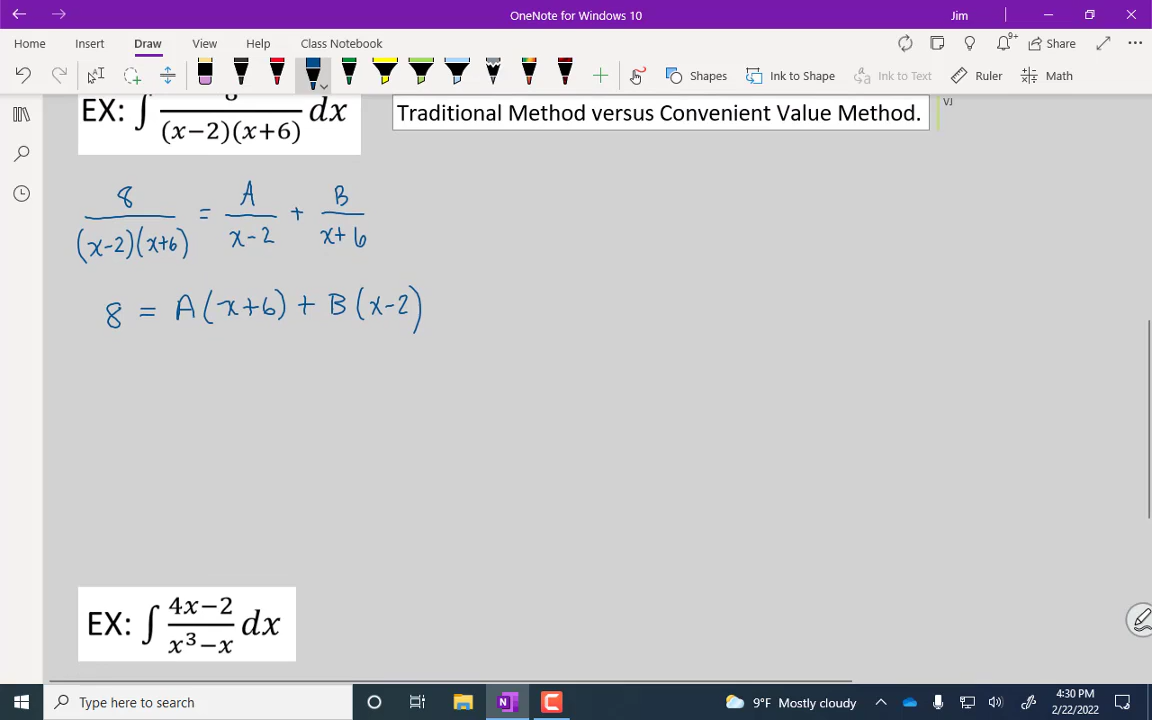 OneNote for Windows 10
Jim
Home Insert Draw View Help Class Notebook
9+
Share
Shapes Ink to Shape Ink to Text Ruler Math
EX: ∫ 8/((x−2)(x+6)) dx
Traditional Method versus Convenient Value Method.
8/((x-2)(x+6)) = A/(x-2) + B/(x+6)
8 = A(x+6) + B(x-2)
EX: ∫ (4x−2)/(x³−x) dx
Type here to search
9°F Mostly cloudy
4:30 PM
2/22/2022